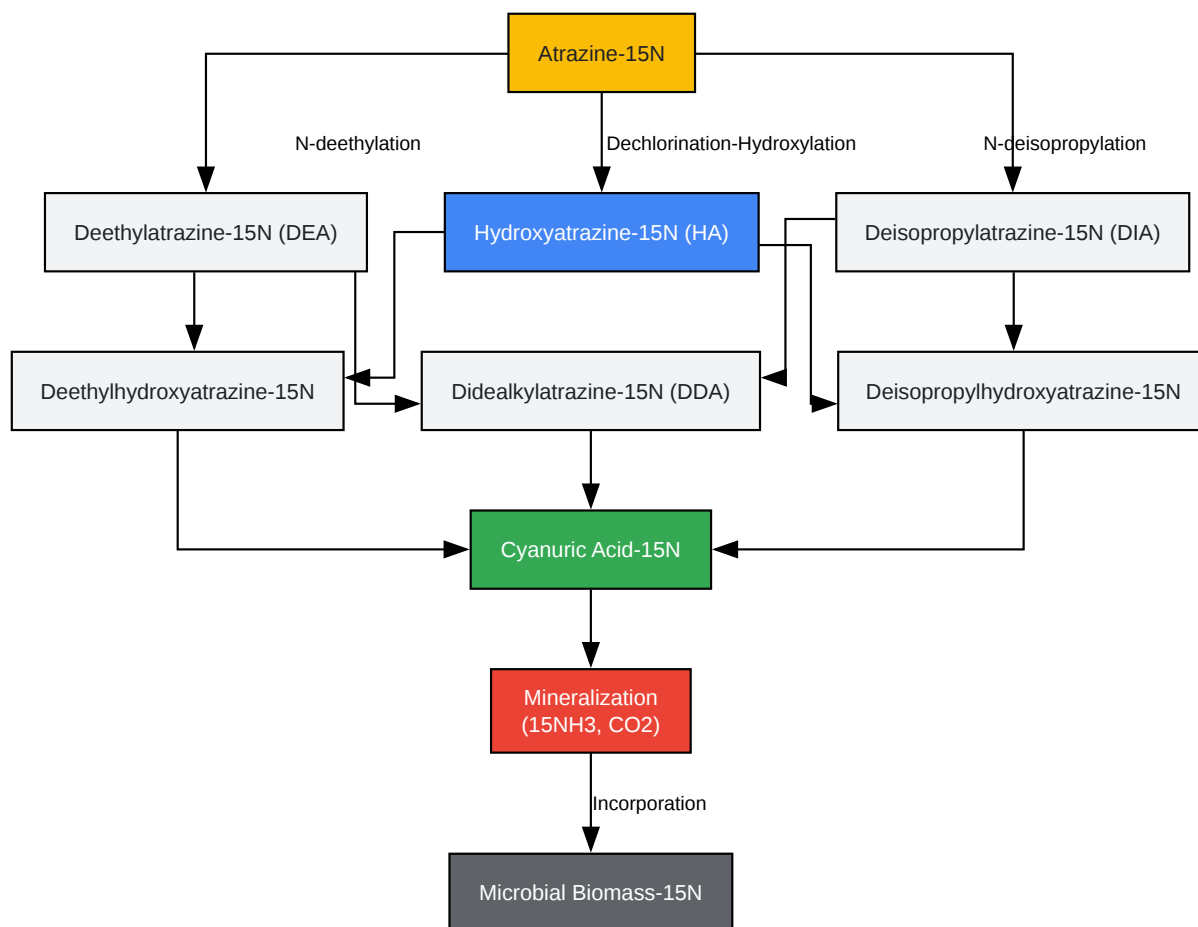 Atrazine-15N
N-deethylation
Dechlorination-Hydroxylation
N-deisopropylation
Deethylatrazine-15N (DEA)
Hydroxyatrazine-15N (HA)
Deisopropylatrazine-15N (DIA)
Deethylhydroxyatrazine-15N
Didealkylatrazine-15N (DDA)
Deisopropylhydroxyatrazine-15N
Cyanuric Acid-15N
Mineralization
(15NH3, CO2)
Incorporation
Microbial Biomass-15N